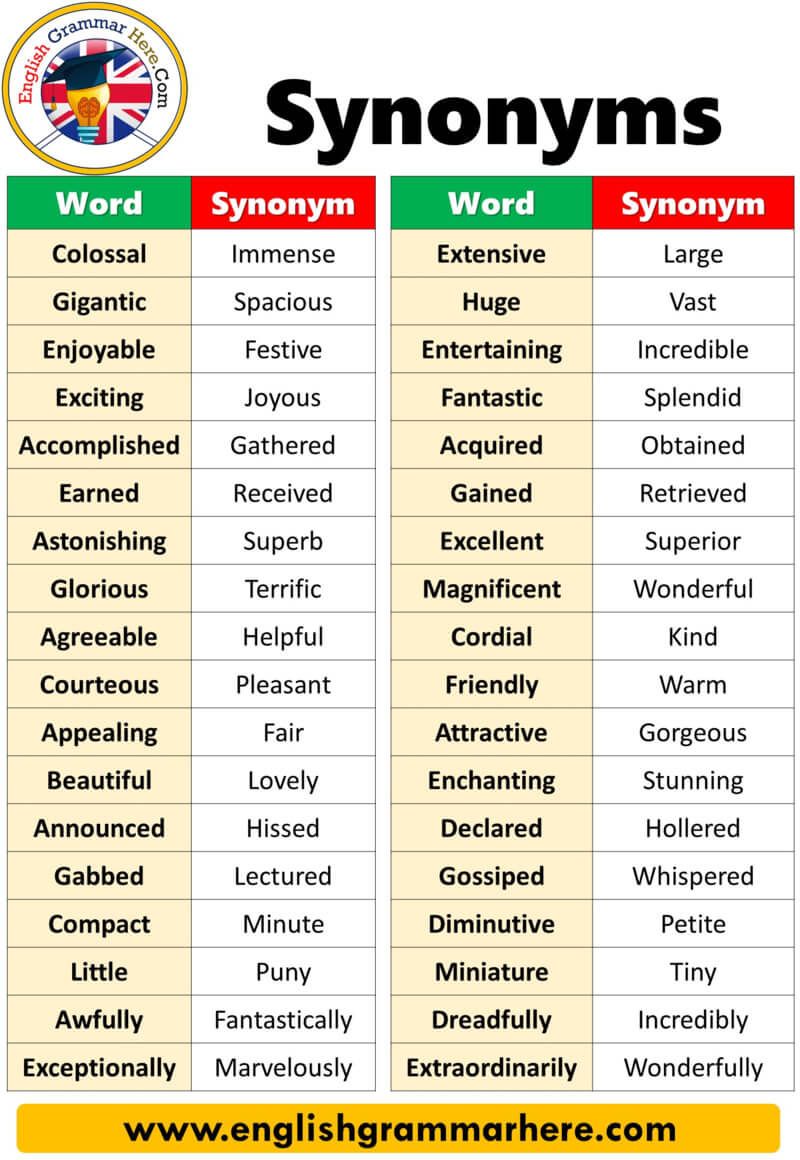 English Grammar Here.Com
Synonyms
Word Synonym
Colossal Immense
Gigantic Spacious
Enjoyable Festive
Exciting Joyous
Accomplished Gathered
Earned Received
Astonishing Superb
Glorious Terrific
Agreeable Helpful
Courteous Pleasant
Appealing Fair
Beautiful Lovely
Announced Hissed
Gabbed Lectured
Compact Minute
Little Puny
Awfully Fantastically
Exceptionally Marvelously
Word Synonym
Extensive Large
Huge Vast
Entertaining Incredible
Fantastic Splendid
Acquired Obtained
Gained Retrieved
Excellent Superior
Magnificent Wonderful
Cordial Kind
Friendly Warm
Attractive Gorgeous
Enchanting Stunning
Declared Hollered
Gossiped Whispered
Diminutive Petite
Miniature Tiny
Dreadfully Incredibly
Extraordinarily Wonderfully
www.englishgrammarhere.com